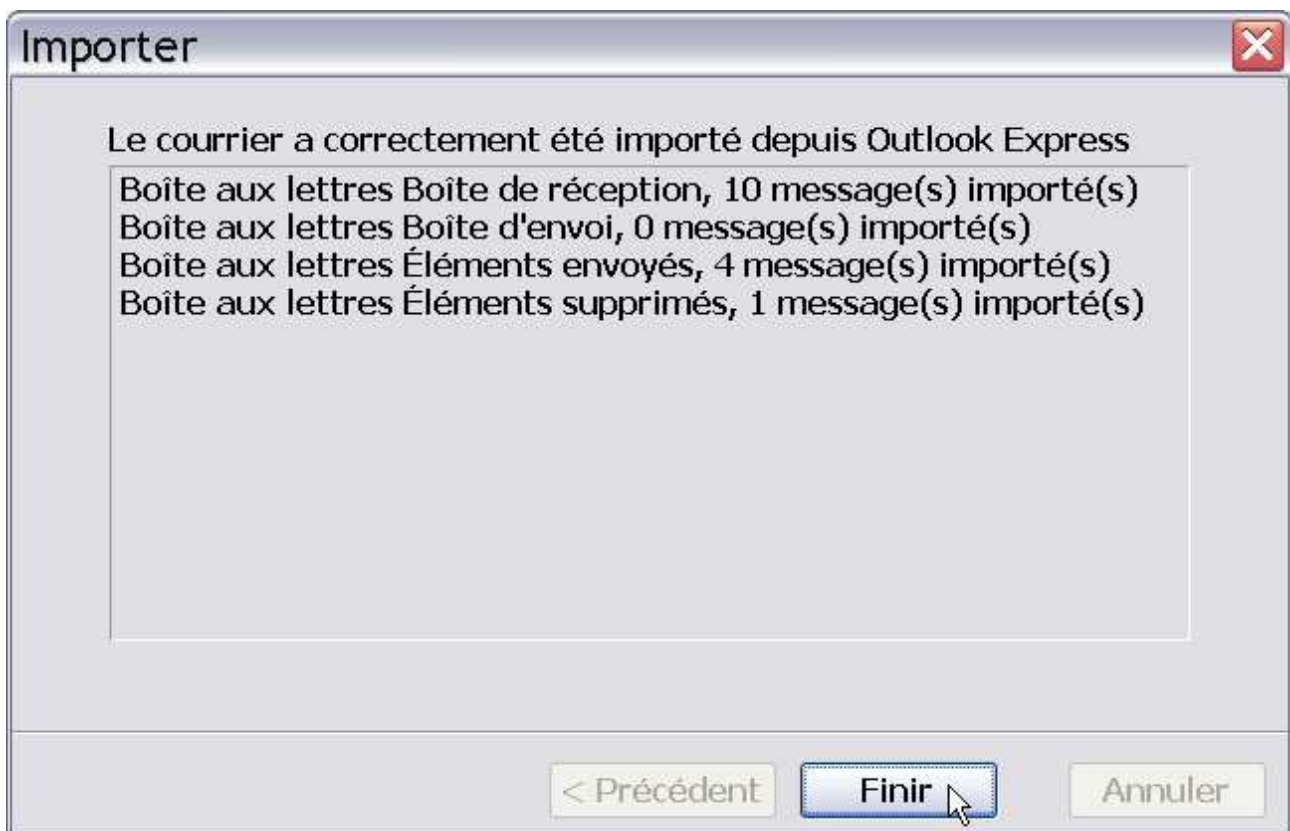 Importer
Le courrier a correctement été importé depuis Outlook Express
Boîte aux lettres Boîte de réception, 10 message(s) importé(s)
Boîte aux lettres Boîte d'envoi, 0 message(s) importé(s)
Boîte aux lettres Éléments envoyés, 4 message(s) importé(s)
Boîte aux lettres Éléments supprimés, 1 message(s) importé(s)
< Précédent
Finir
Annuler